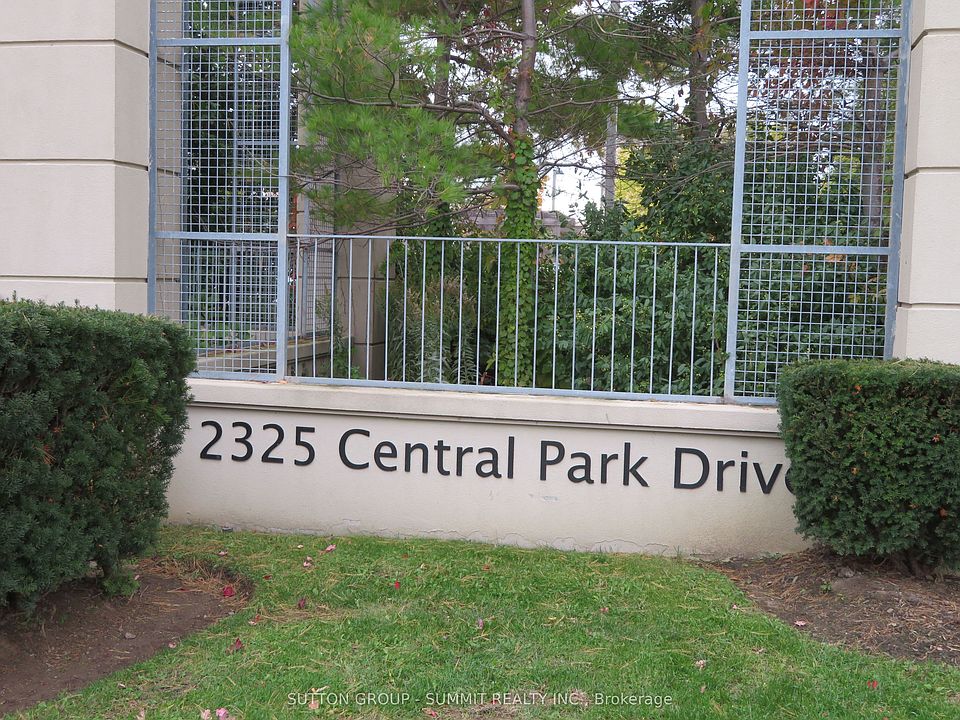 2325 Central Park Drive
SUTTON GROUP - SUMMIT REALTY INC., Brokerage